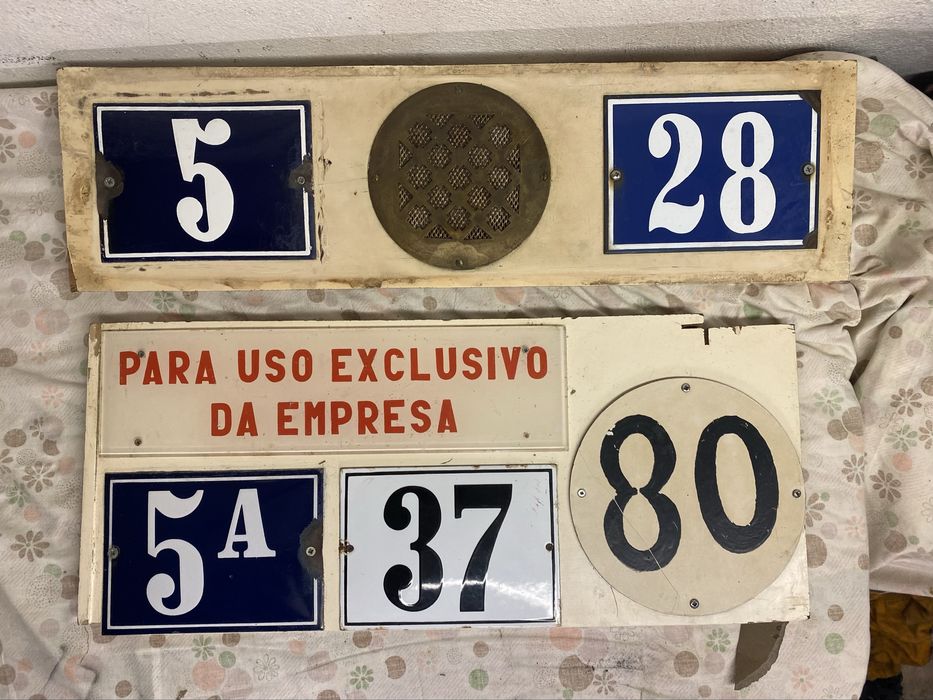 5
28
PARA USO EXCLUSIVO
DA EMPRESA
5A
37
80